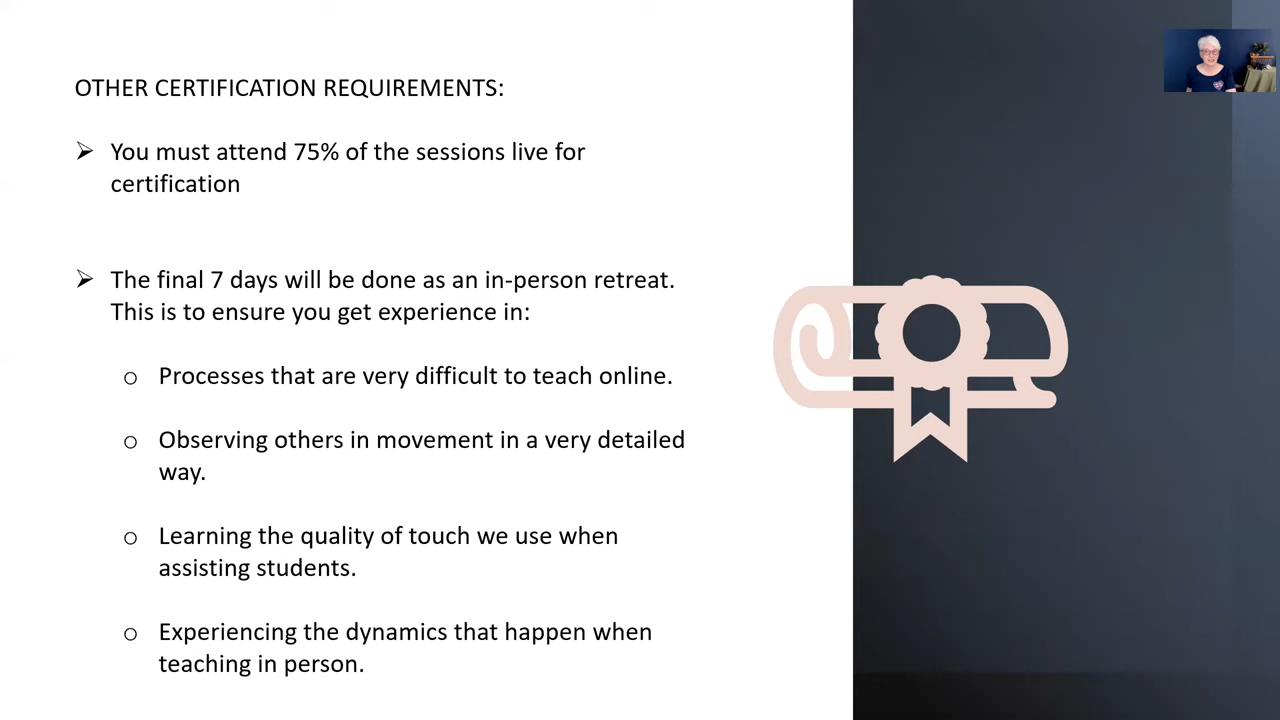 OTHER CERTIFICATION REQUIREMENTS:
➢ You must attend 75% of the sessions live for
certification
➢ The final 7 days will be done as an in-person retreat.
This is to ensure you get experience in:
o Processes that are very difficult to teach online.
o Observing others in movement in a very detailed
way.
o Learning the quality of touch we use when
assisting students.
o Experiencing the dynamics that happen when
teaching in person.